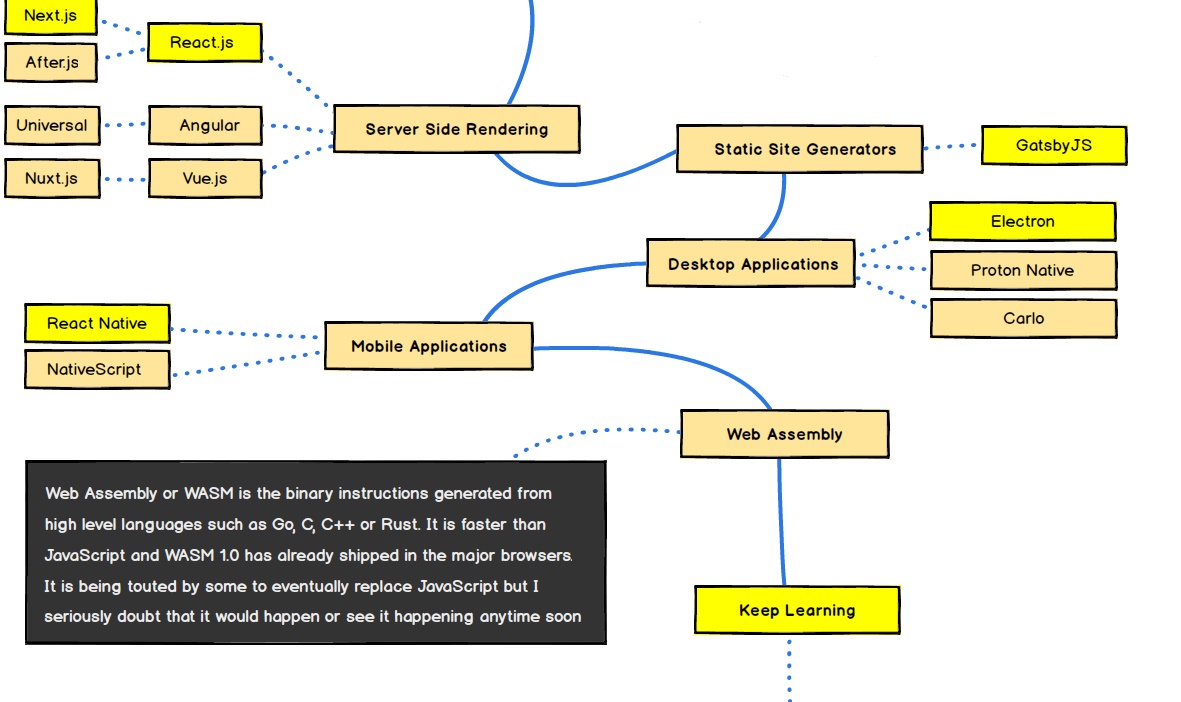 Next.js
React.js
After.js
Server Side Rendering
Universal
Angular
Static Site Generators
GatsbyJS
Nuxt.js
Vue.js
Electron
Desktop Applications
Proton Native
Carlo
React Native
Mobile Applications
NativeScript
Web Assembly
Web Assembly or WASM is the binary instructions generated from
high level languages such as Go, C, C++ or Rust. It is faster than
JavaScript and WASM 1.0 has already shipped in the major browsers.
It is being touted by some to eventually replace JavaScript but I
seriously doubt that it would happen or see it happening anytime soon
Keep Learning